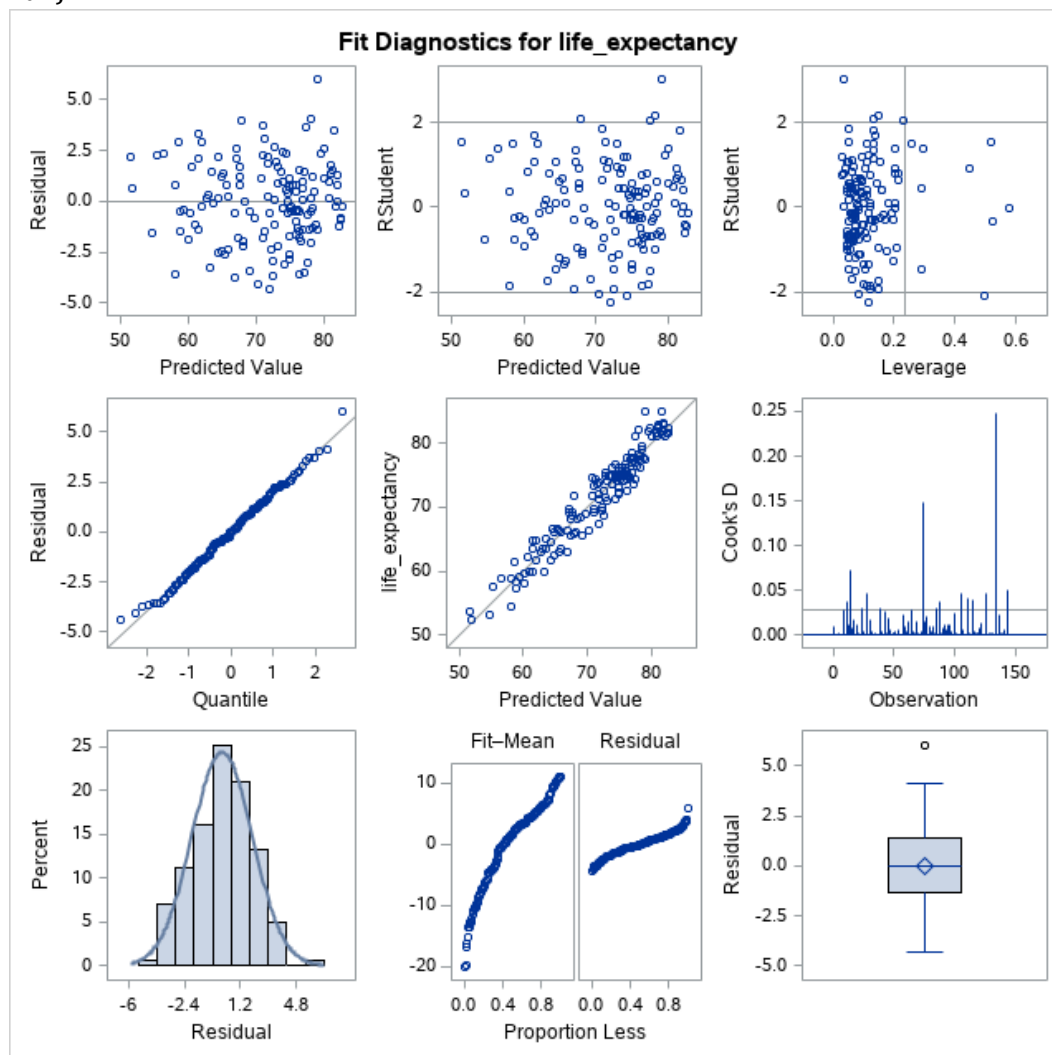 Fit Diagnostics for life_expectancy
5.0
2.5
0.0
-2.5
-5.0
Residual
50 60 70 80
Predicted Value
2
0
-2
RStudent
50 60 70 80
Predicted Value
2
0
-2
RStudent
0.0 0.2 0.4 0.6
Leverage
5.0
2.5
0.0
-2.5
-5.0
Residual
-2 -1 0 1 2
Quantile
80
70
60
50
life_expectancy
50 60 70 80
Predicted Value
0.25
0.20
0.15
0.10
0.05
0.00
Cook's D
0 50 100 150
Observation
25
20
15
10
5
0
Percent
-6 -2.4 1.2 4.8
Residual
Fit–Mean Residual
10
0
-10
-20
0.0 0.4 0.8 0.0 0.4 0.8
Proportion Less
5.0
2.5
0.0
-2.5
-5.0
Residual